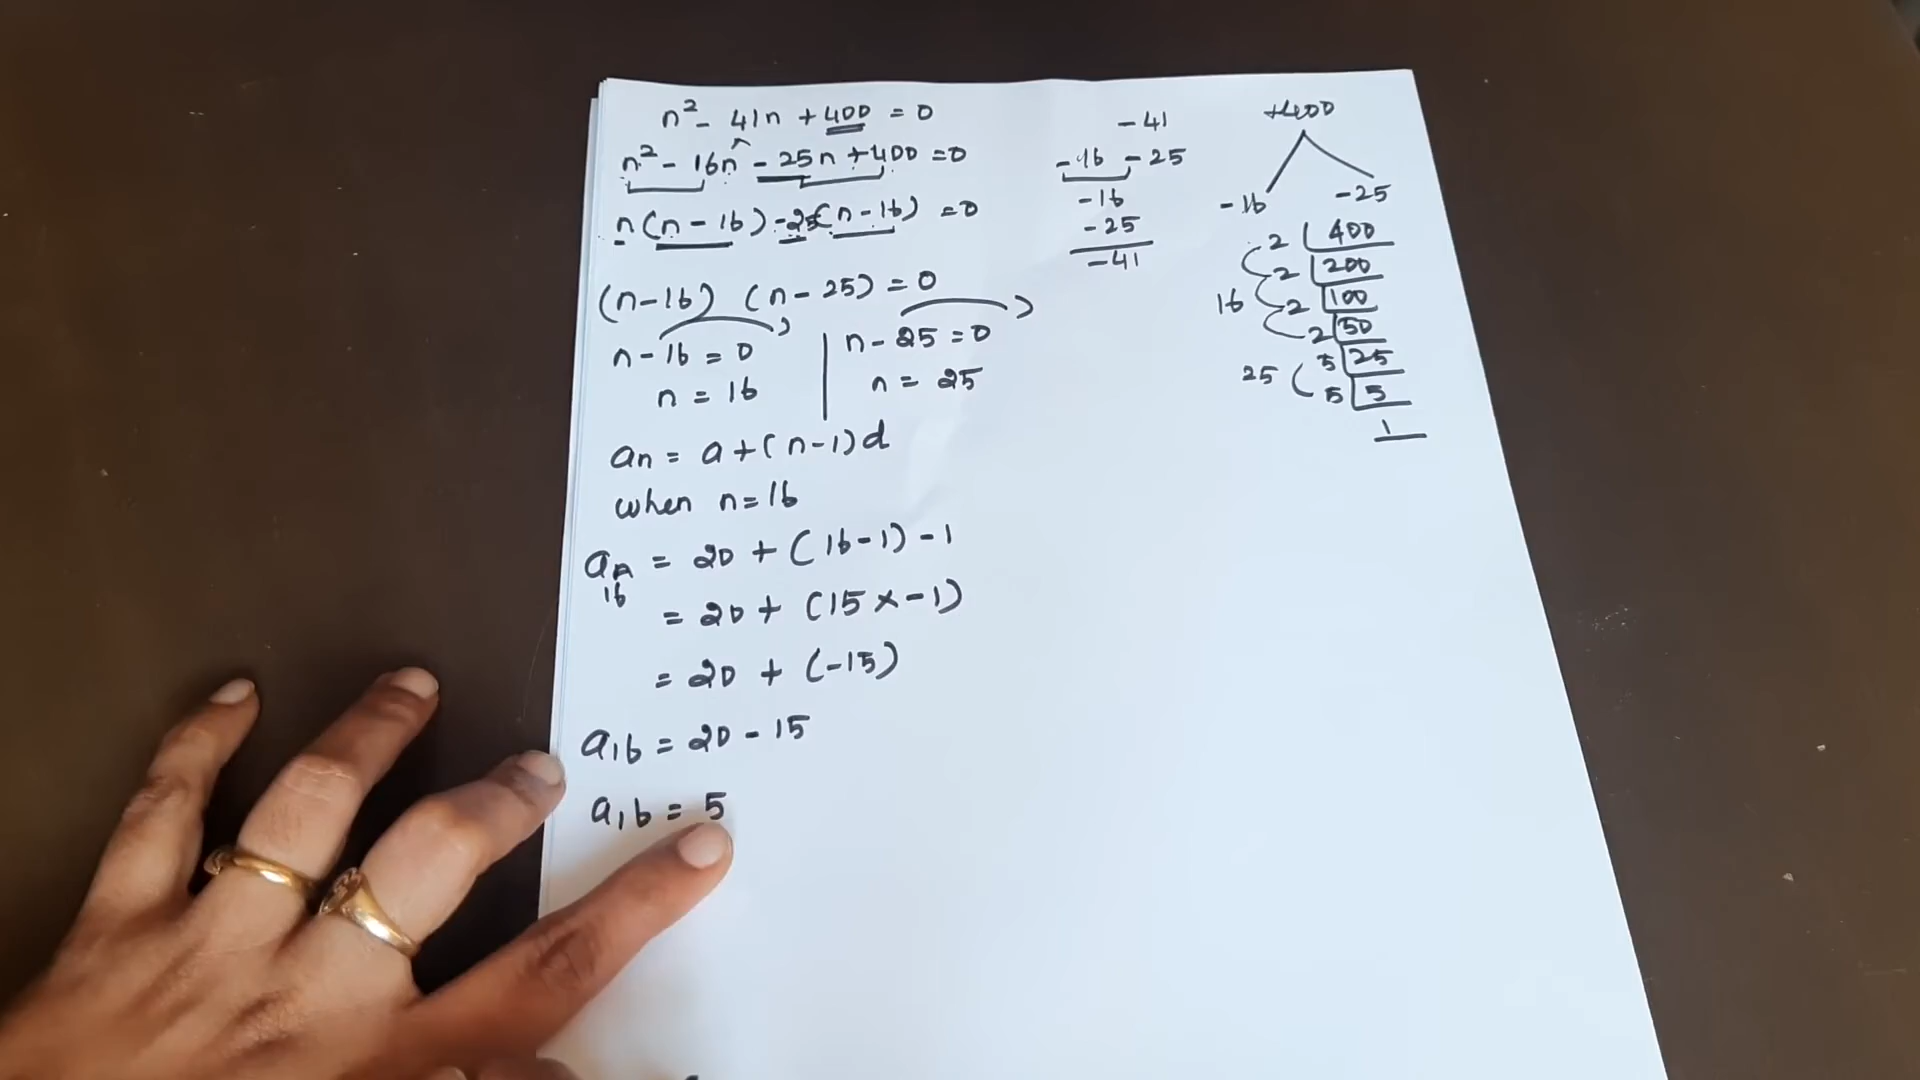 n² - 41n + 400 = 0
n² - 16n - 25n + 400 = 0
n(n - 16) - 25(n - 16) = 0
(n - 16) (n - 25) = 0
n - 16 = 0
n = 16
n - 25 = 0
n = 25
an = a + (n - 1) d
when n = 16
a 16 = 20 + (16 - 1) - 1
= 20 + (15 × -1)
= 20 + (-15)
a16 = 20 - 15
a16 = 5
- 41
- 16 - 25
- 16
- 25
- 41
+400
- 16 - 25
2 400
2 200
16 2 100
2 50
5 25
25 5 5
1